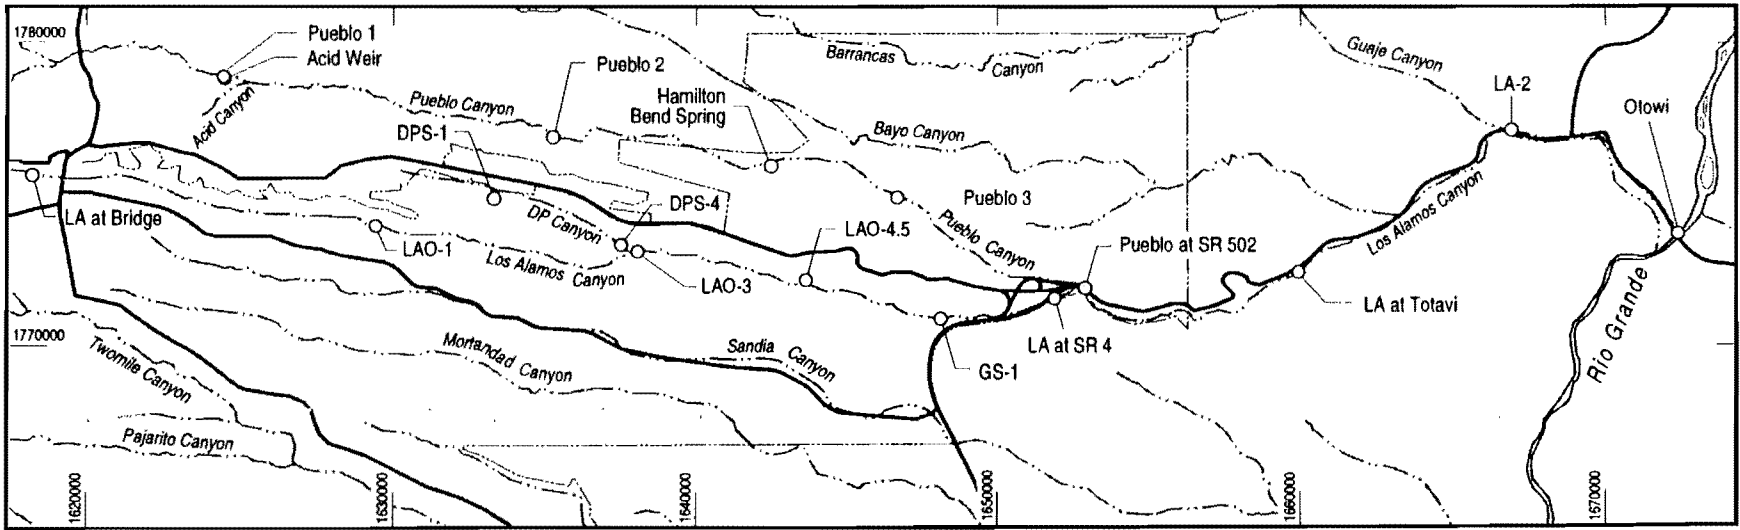 1780000
Pueblo 1
Acid Weir
Pueblo 2
Barrancas
Canyon
Guaje Canyon
LA-2
Otowi
Hamilton
Bend Spring
Pueblo Canyon
Acid Canyon
DPS-1
Bayo Canyon
LA at Bridge
DPS-4
Pueblo 3
DP Canyon
LAO-1
Los Alamos Canyon
LAO-3
LAO-4.5
Pueblo Canyon
Pueblo at SR 502
Los Alamos Canyon
LA at Totavi
Rio Grande
1770000
Twomile Canyon
Mortandad Canyon
Sandia Canyon
LA at SR 4
GS-1
Pajarito Canyon
1620000
1630000
1640000
1650000
1660000
1670000